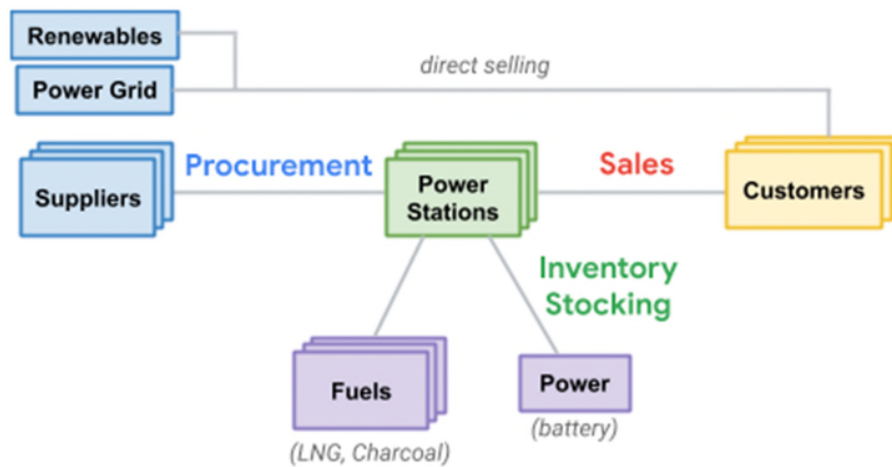 Renewables
Power Grid
direct selling
Suppliers
Procurement
Power
Stations
Sales
Customers
Inventory
Stocking
Fuels
(LNG, Charcoal)
Power
(battery)